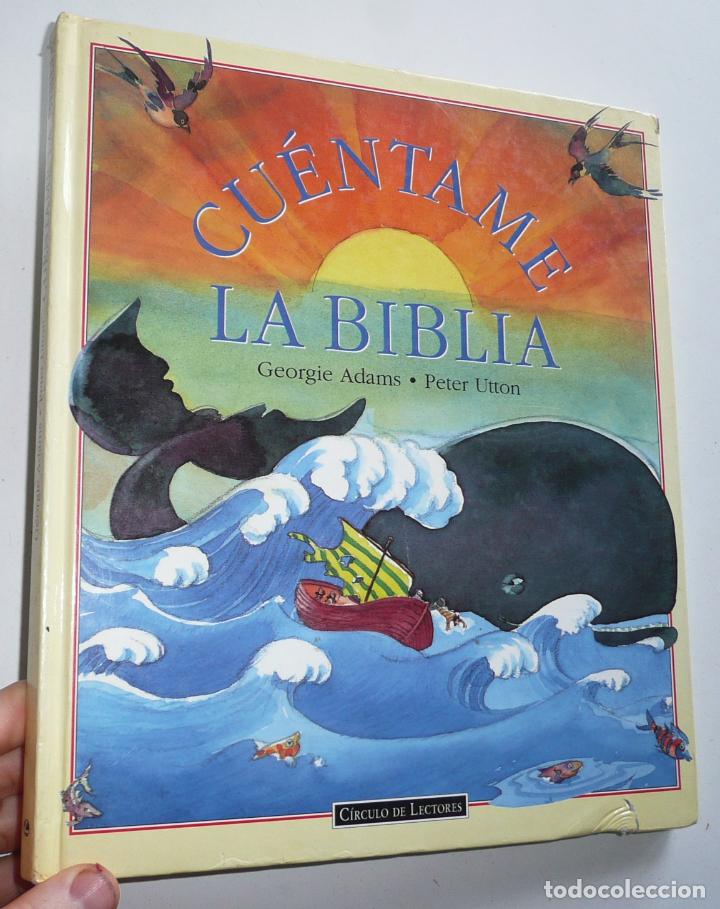 CUÉNTAME
LA BIBLIA
Georgie Adams • Peter Utton
CÍRCULO DE LECTORES
todocoleccion